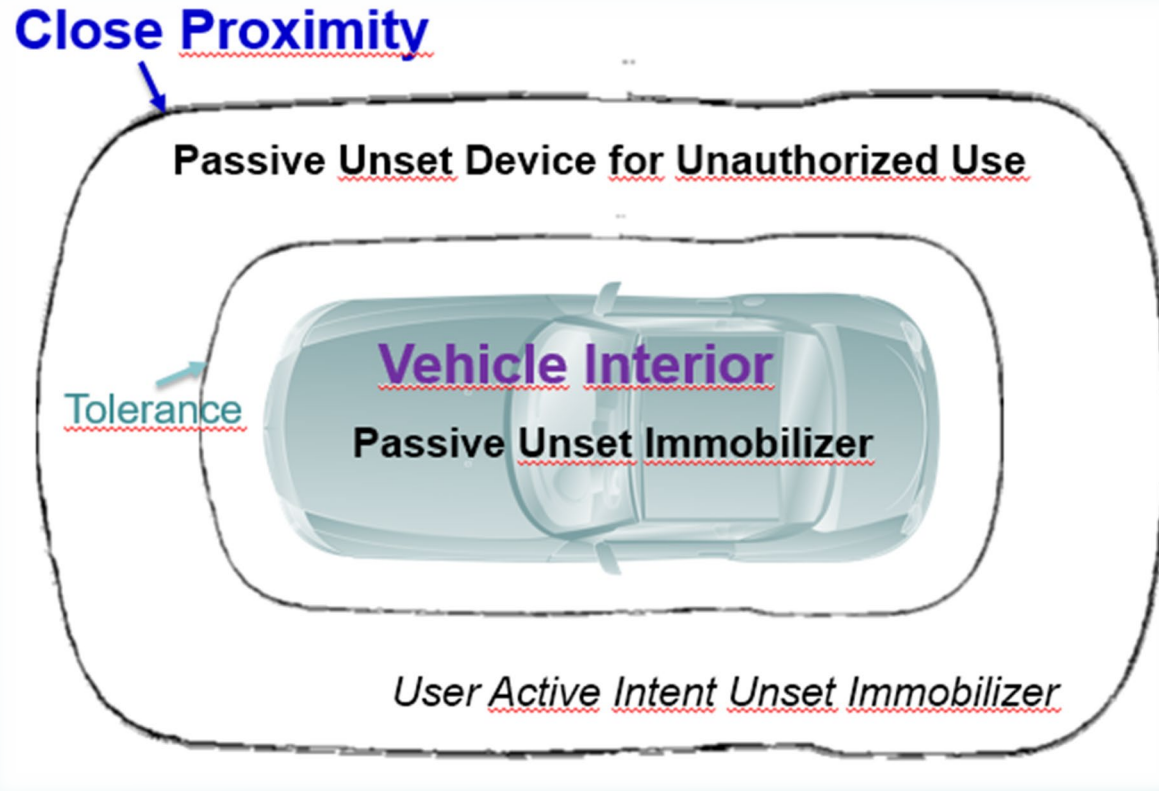 Close Proximity
Passive Unset Device for Unauthorized Use
Vehicle Interior
Tolerance
Passive Unset Immobilizer
User Active Intent Unset Immobilizer